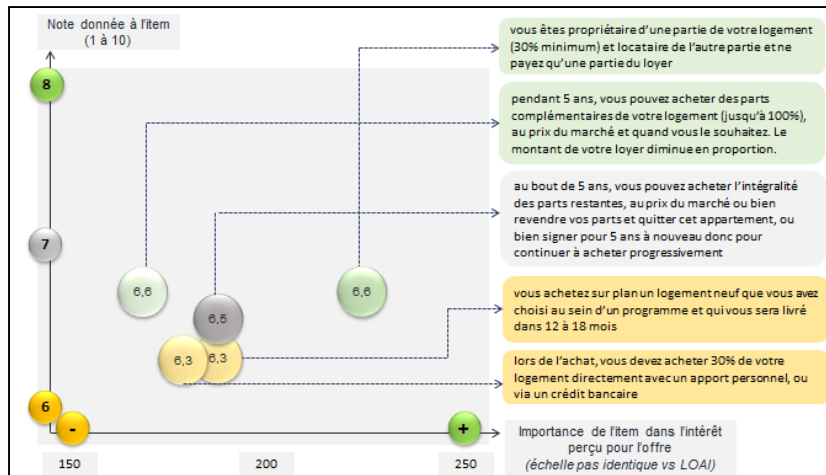 Note donnée à l'item
(1 à 10)
vous êtes propriétaire d'une partie de votre logement
(30% minimum) et locataire de l'autre partie et ne
payez qu'une partie du loyer
8
pendant 5 ans, vous pouvez acheter des parts
complémentaires de votre logement (jusqu'à 100%),
au prix du marché et quand vous le souhaitez. Le
montant de votre loyer diminue en proportion.
au bout de 5 ans, vous pouvez acheter l'intégralité
des parts restantes, au prix du marché ou bien
revendre vos parts et quitter cet appartement, ou
bien signer pour 5 ans à nouveau donc pour
continuer à acheter progressivement
7
6,6
6,6
6,5
6,3
6,3
vous achetez sur plan un logement neuf que vous avez
choisi au sein d'un programme et qui vous sera livré
dans 12 à 18 mois
lors de l'achat, vous devez acheter 30% de votre
logement directement avec un apport personnel, ou
via un crédit bancaire
6
-
+
Importance de l'item dans l'intérêt
perçu pour l'offre
(échelle pas identique vs LOAI)
150
200
250